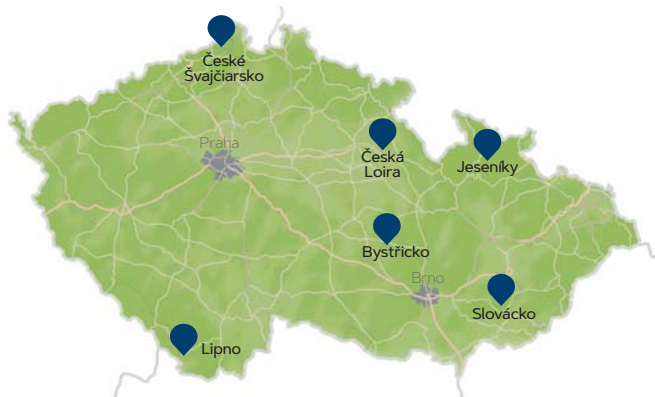 České
Švajčiarsko
Praha
Česká
Loira
Jeseníky
Bystřicko
Brno
Slovácko
Lipno